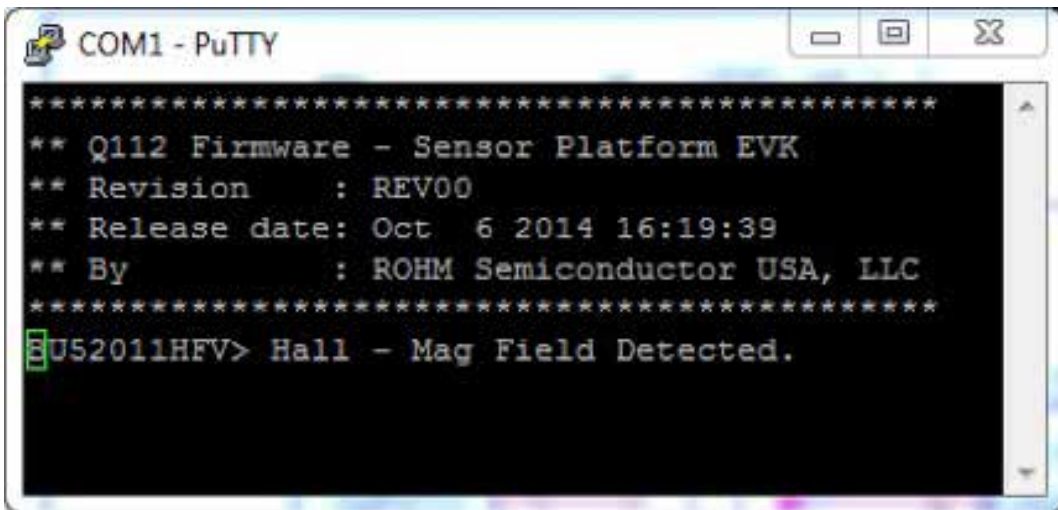 COM1 - PuTTY
*********************************************
** Q112 Firmware - Sensor Platform EVK
** Revision    : REV00
** Release date: Oct  6 2014 16:19:39
** By          : ROHM Semiconductor USA, LLC
*********************************************
BU52011HFV> Hall - Mag Field Detected.